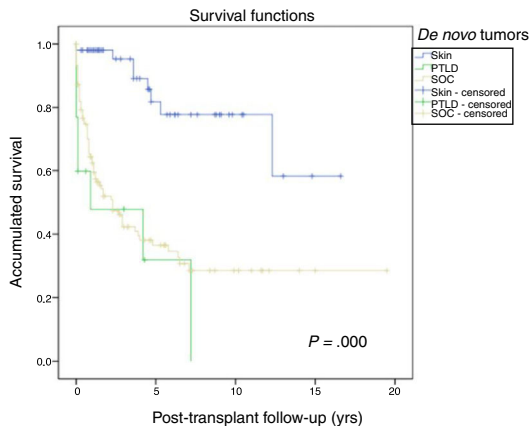 Survival functions
De novo tumors
Skin
PTLD
SOC
Skin - censored
PTLD - censored
SOC - censored
Accumulated survival
1.0
0.8
0.6
0.4
0.2
0.0
P = .000
0
5
10
15
20
Post-transplant follow-up (yrs)